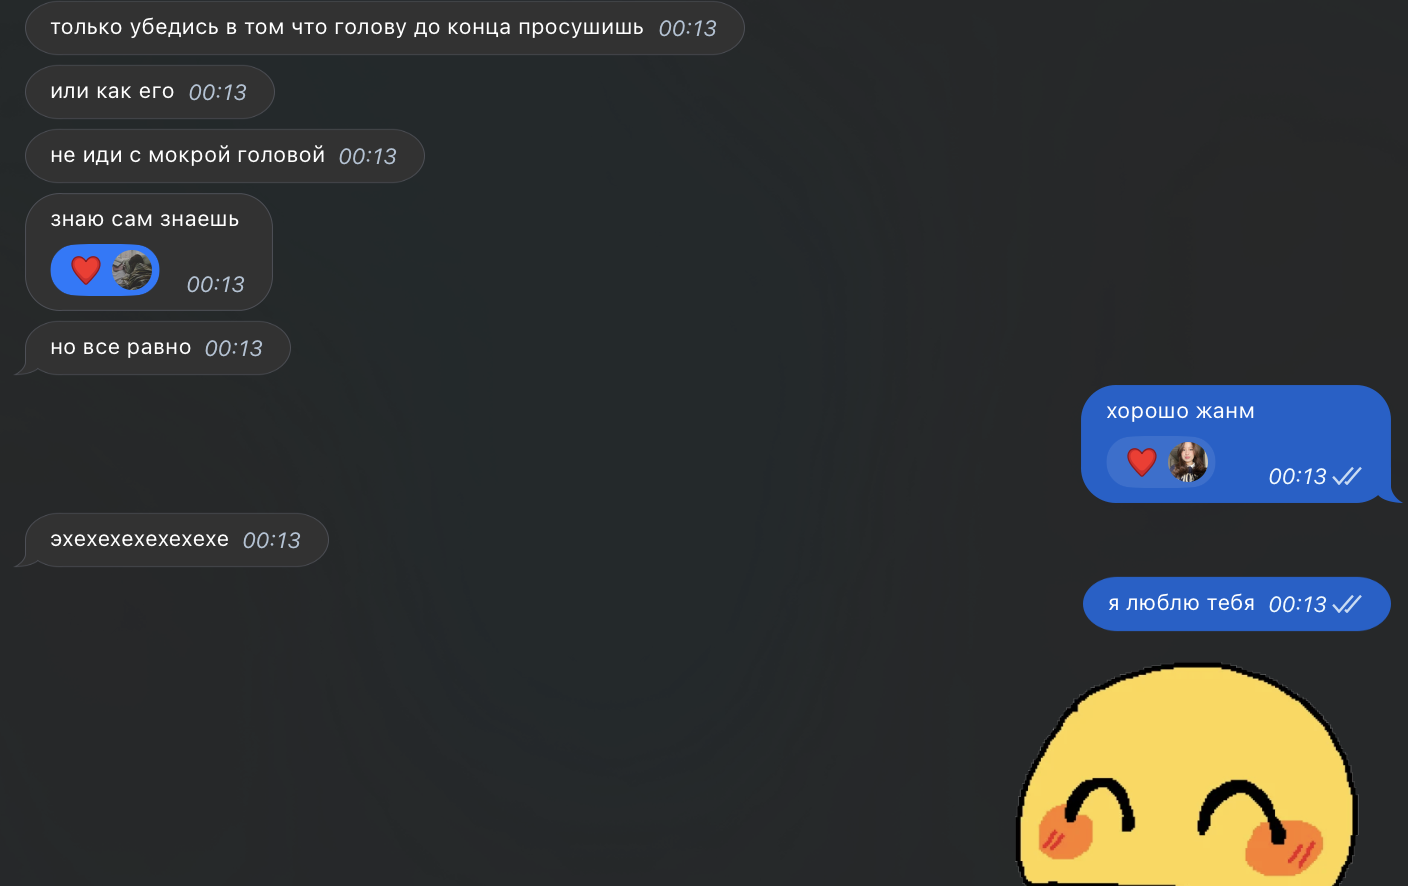 только убедись в том что голову до конца просушишь 00:13
или как его 00:13
не иди с мокрой головой 00:13
знаю сам знаешь
00:13
но все равно 00:13
хорошо жанм
00:13
эхехехехехехехе 00:13
я люблю тебя 00:13